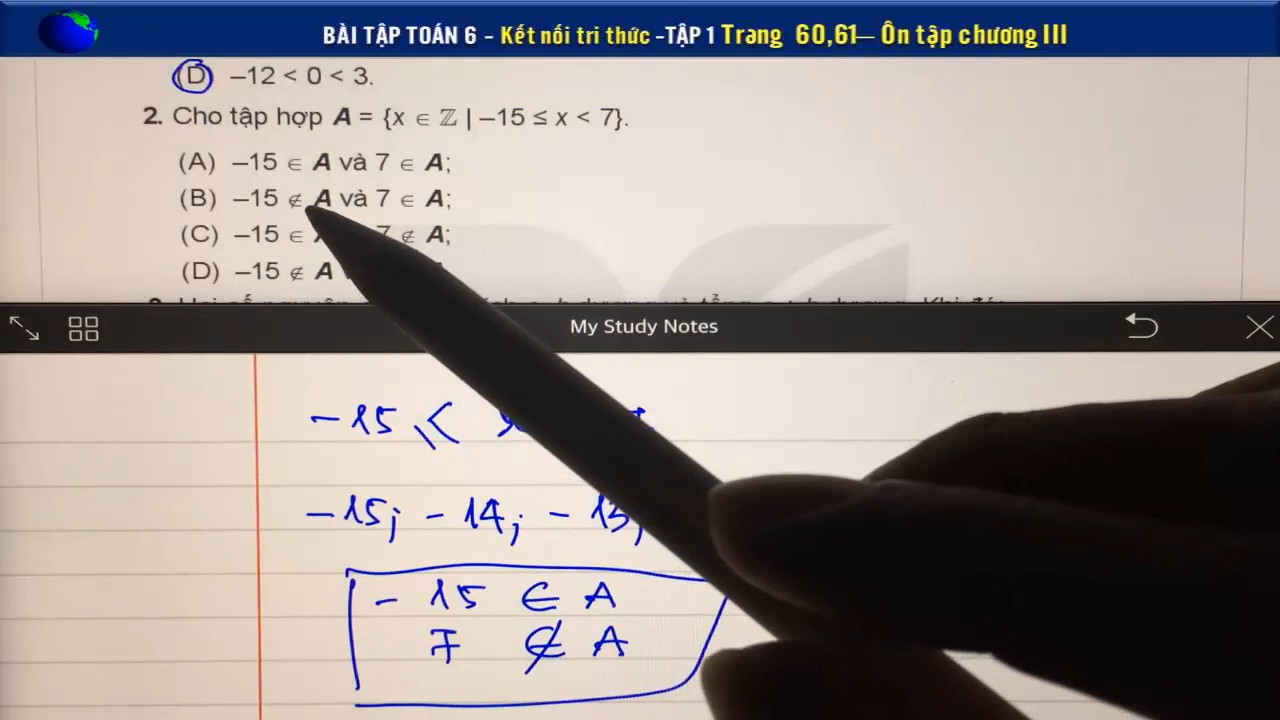 BÀI TẬP TOÁN 6 - Kết nối tri thức -TẬP 1 Trang 60,61– Ôn tập chương III
(D) –12 < 0 < 3.
2. Cho tập hợp A = {x ∈ ℤ | –15 ≤ x < 7}.
(A) –15 ∈ A và 7 ∈ A;
(B) –15 ∉ A và 7 ∈ A;
(C) –15 ∈ 7 ∉ A;
(D) –15 ∉ A
My Study Notes
-15 ⩽
-15; -14; -13;
- 15 ∈ A
7 ∉ A